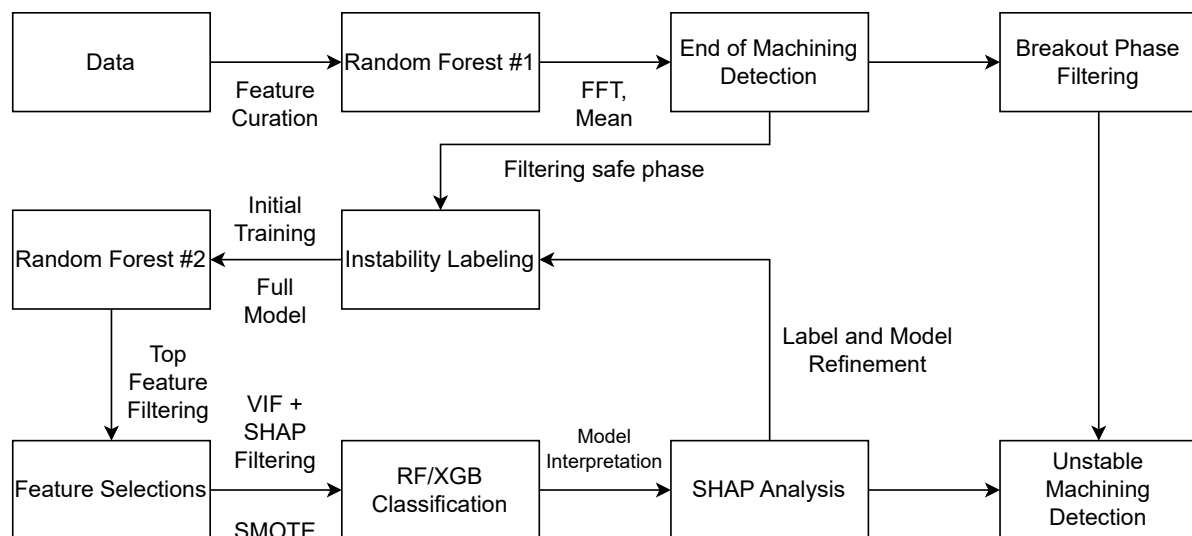 Data
Feature
Curation
Random Forest #1
FFT,
Mean
End of Machining
Detection
Breakout Phase
Filtering
Filtering safe phase
Random Forest #2
Initial
Training
Full
Model
Instability Labeling
Label and Model
Refinement
Top
Feature
Filtering
Feature Selections
VIF +
SHAP
Filtering
SMOTE
RF/XGB
Classification
Model
Interpretation
SHAP Analysis
Unstable
Machining
Detection